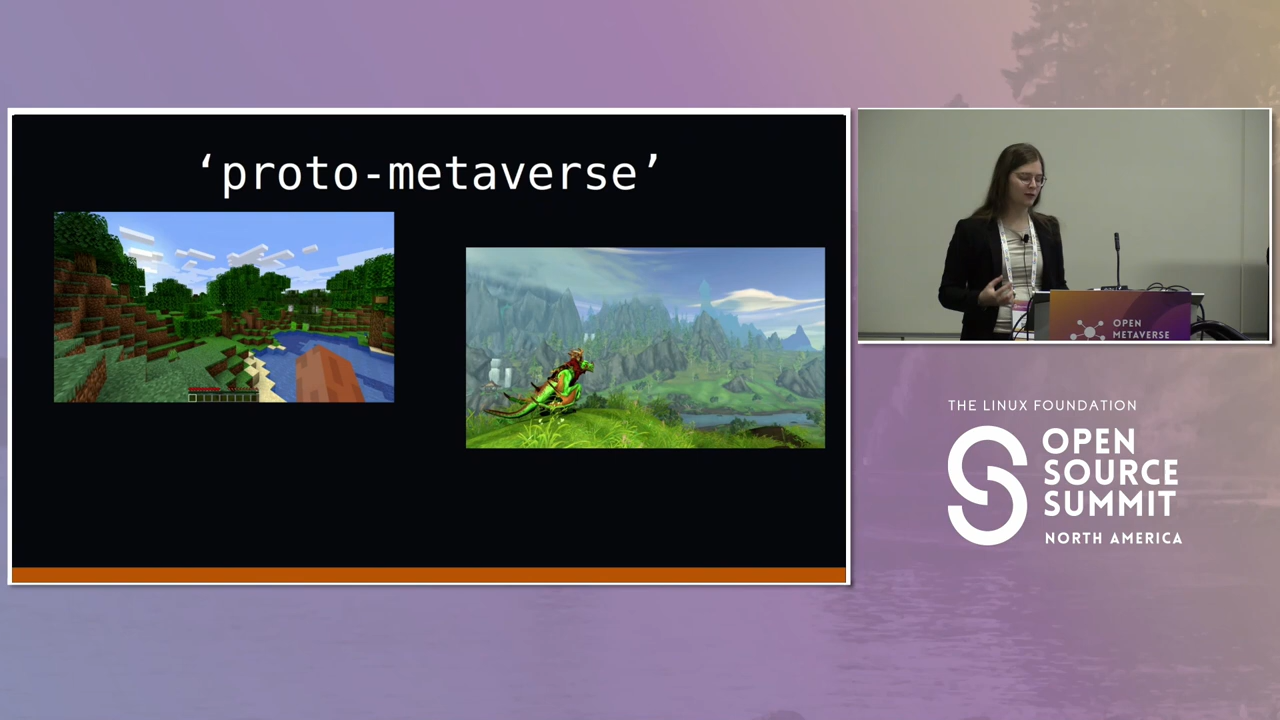 ‘proto-metaverse’
OPEN
METAVERSE
THE LINUX FOUNDATION
OPEN
SOURCE
SUMMIT
NORTH AMERICA